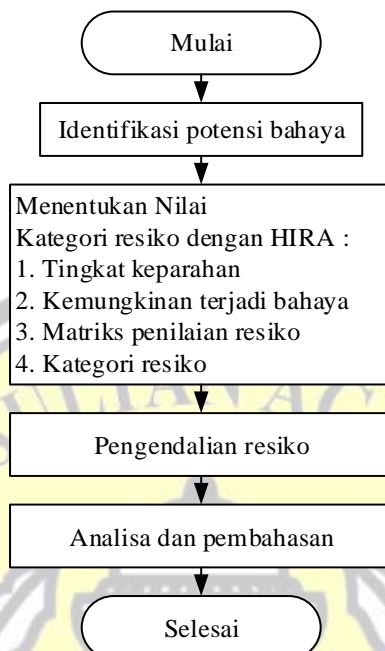 Mulai
Identifikasi potensi bahaya
Menentukan Nilai
Kategori resiko dengan HIRA :
1. Tingkat keparahan
2. Kemungkinan terjadi bahaya
3. Matriks penilaian resiko
4. Kategori resiko
Pengendalian resiko
Analisa dan pembahasan
Selesai